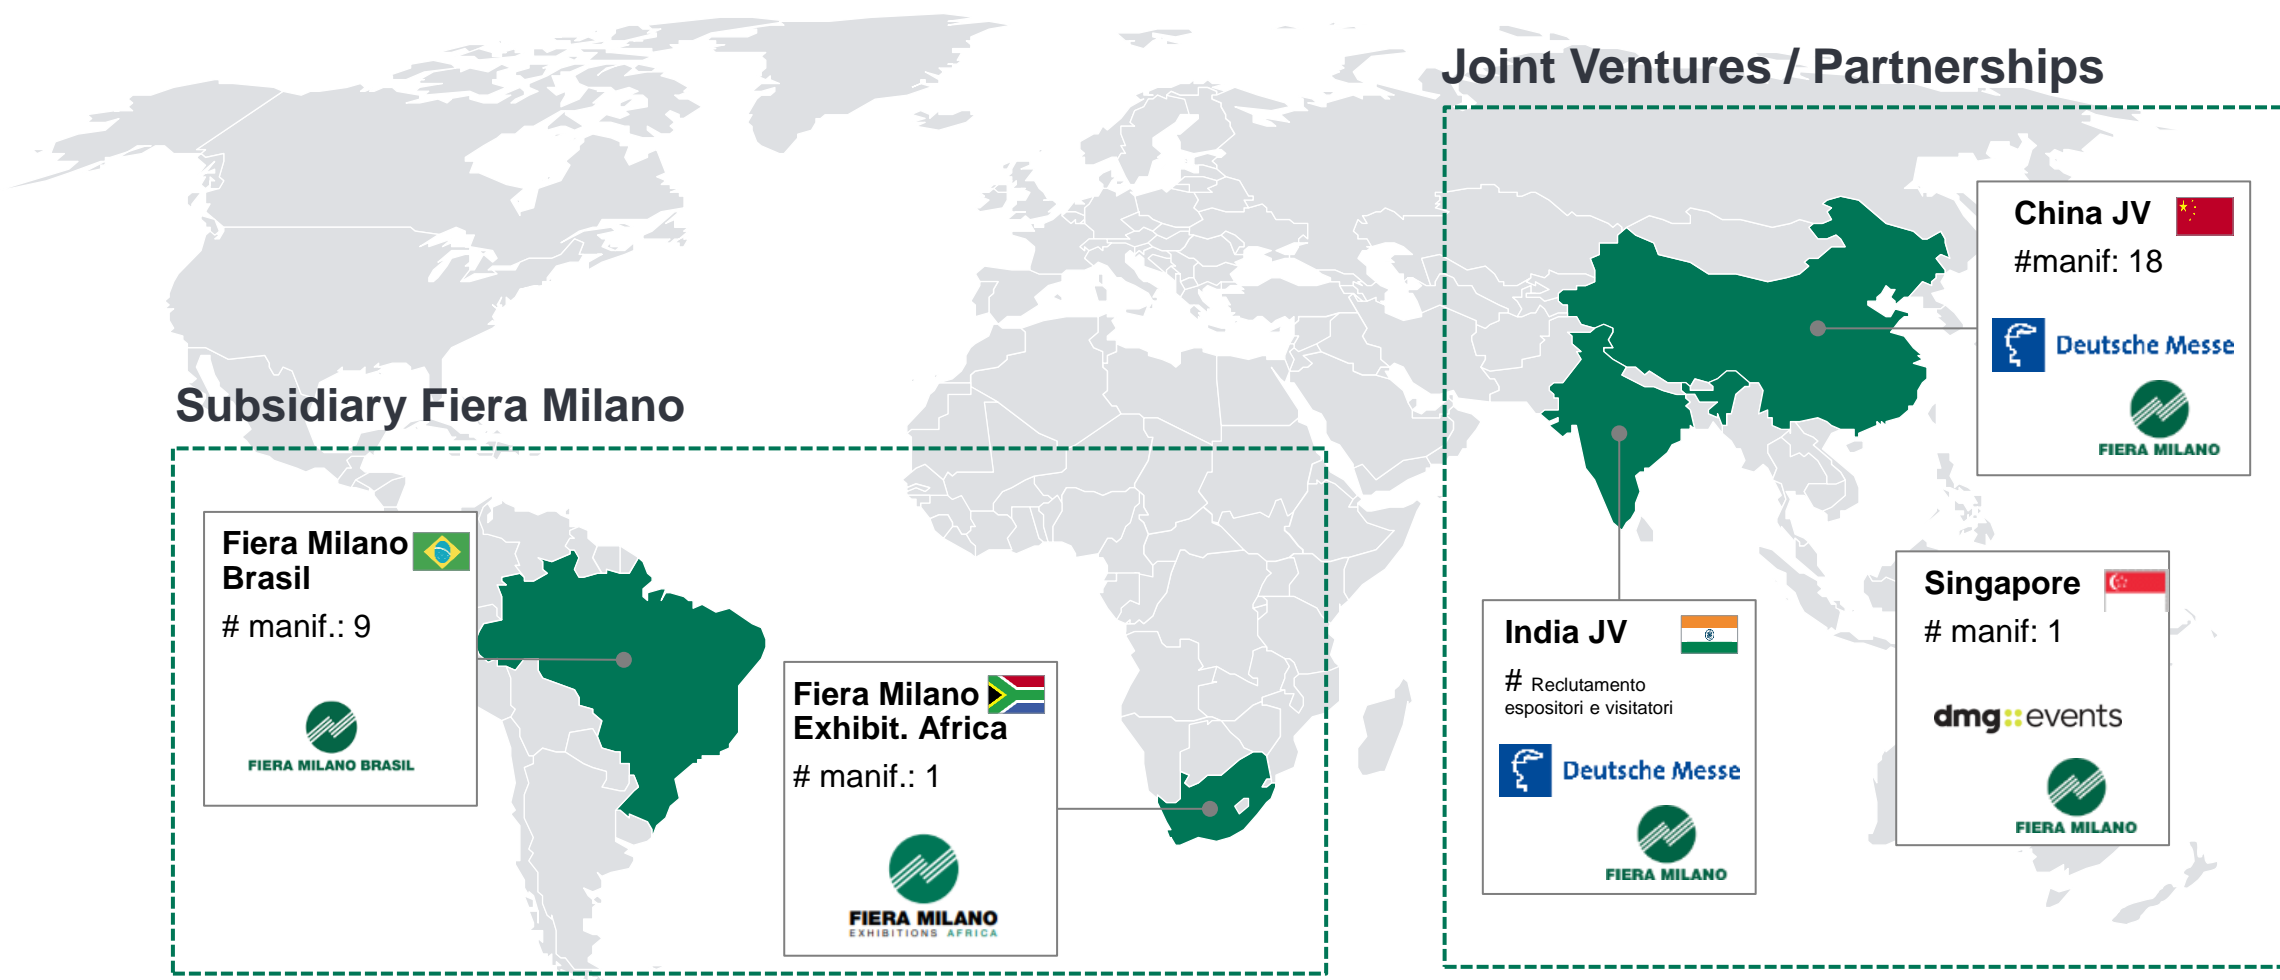 Joint Ventures / Partnerships
China JV
#manif: 18
Deutsche Messe
FIERA MILANO
Subsidiary Fiera Milano
Fiera Milano
Brasil
# manif.: 9
FIERA MILANO BRASIL
Fiera Milano
Exhibit. Africa
# manif.: 1
FIERA MILANO
EXHIBITIONS AFRICA
India JV
# Reclutamento
espositori e visitatori
Deutsche Messe
FIERA MILANO
Singapore
# manif: 1
dmg::events
FIERA MILANO